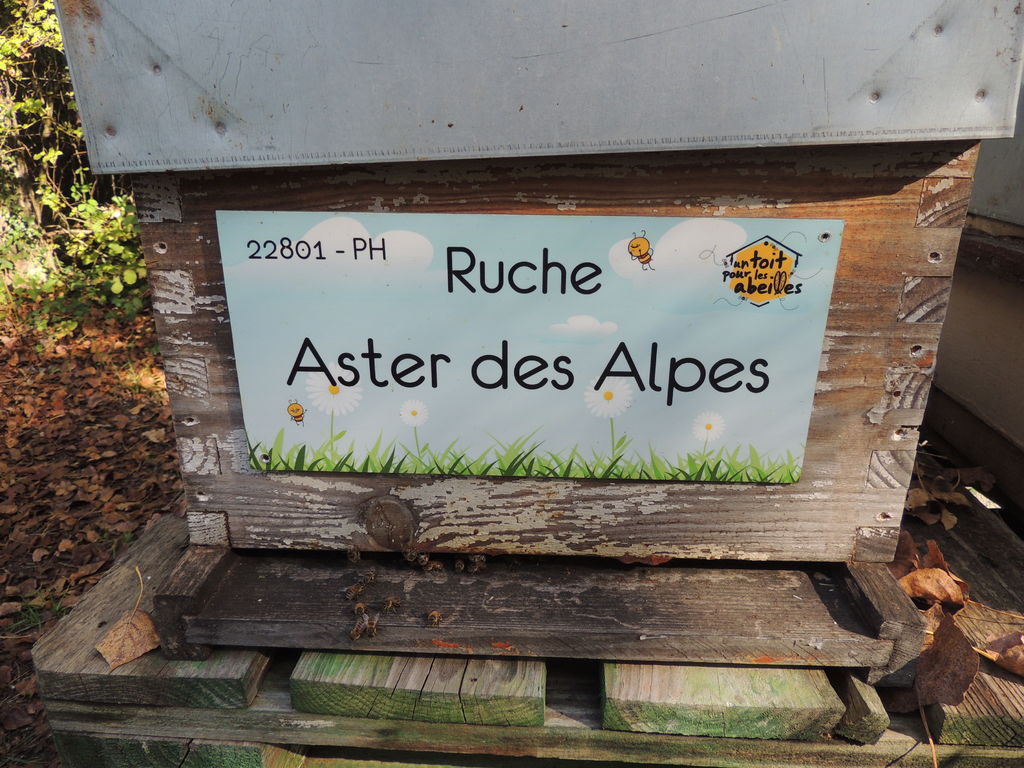 22801 - PH
Ruche
un toit
pour les
abeilles
Aster des Alpes